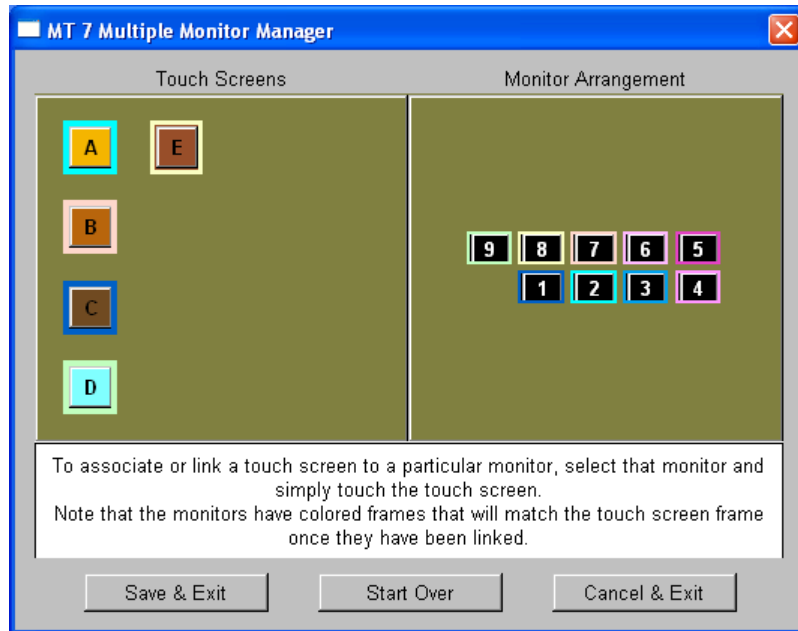 MT 7 Multiple Monitor Manager
Touch Screens
Monitor Arrangement
A E
B
C
D
9 8 7 6 5
1 2 3 4
To associate or link a touch screen to a particular monitor, select that monitor and
simply touch the touch screen.
Note that the monitors have colored frames that will match the touch screen frame
once they have been linked.
Save & Exit
Start Over
Cancel & Exit